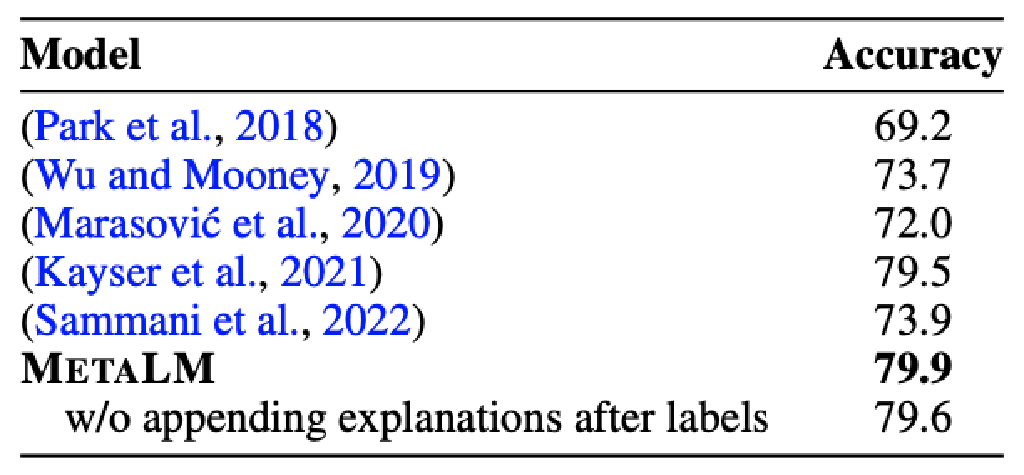 Model Accuracy
(Park et al., 2018) 69.2
(Wu and Mooney, 2019) 73.7
(Marasović et al., 2020) 72.0
(Kayser et al., 2021) 79.5
(Sammani et al., 2022) 73.9
METALM 79.9
w/o appending explanations after labels 79.6